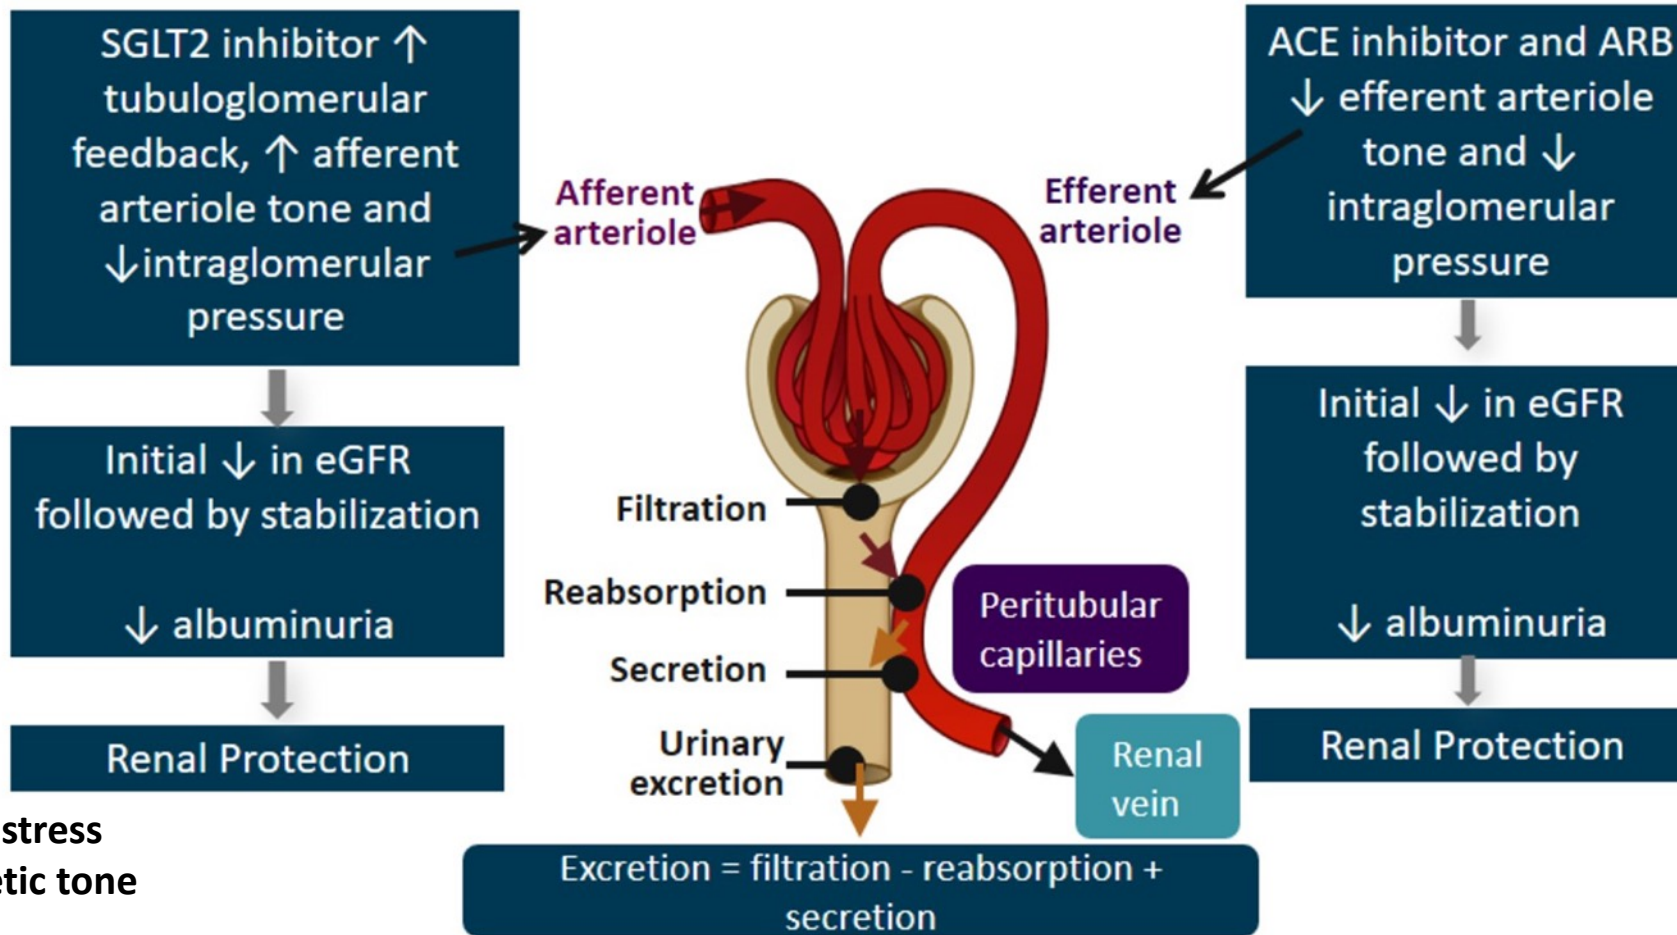 SGLT2 inhibitor ↑
tubuloglomerular
feedback, ↑ afferent
arteriole tone and
↓intraglomerular
pressure
Initial ↓ in eGFR
followed by stabilization
↓ albuminuria
Renal Protection
stress
etic tone
Afferent
arteriole
Efferent
arteriole
Filtration
Reabsorption
Secretion
Urinary
excretion
Peritubular
capillaries
Renal
vein
Excretion = filtration - reabsorption +
secretion
ACE inhibitor and ARB
↓ efferent arteriole
tone and ↓
intraglomerular
pressure
Initial ↓ in eGFR
followed by
stabilization
↓ albuminuria
Renal Protection